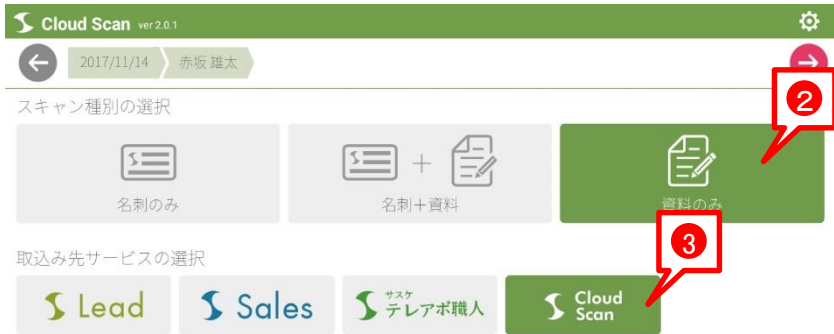 Cloud Scan ver 2.0.1
2017/11/14 赤坂 雄太
スキャン種別の選択
2
名刺のみ
+
名刺+資料
資料のみ
3
取込み先サービスの選択
Lead
Sales
サスケ
テレアポ職人
Cloud
Scan